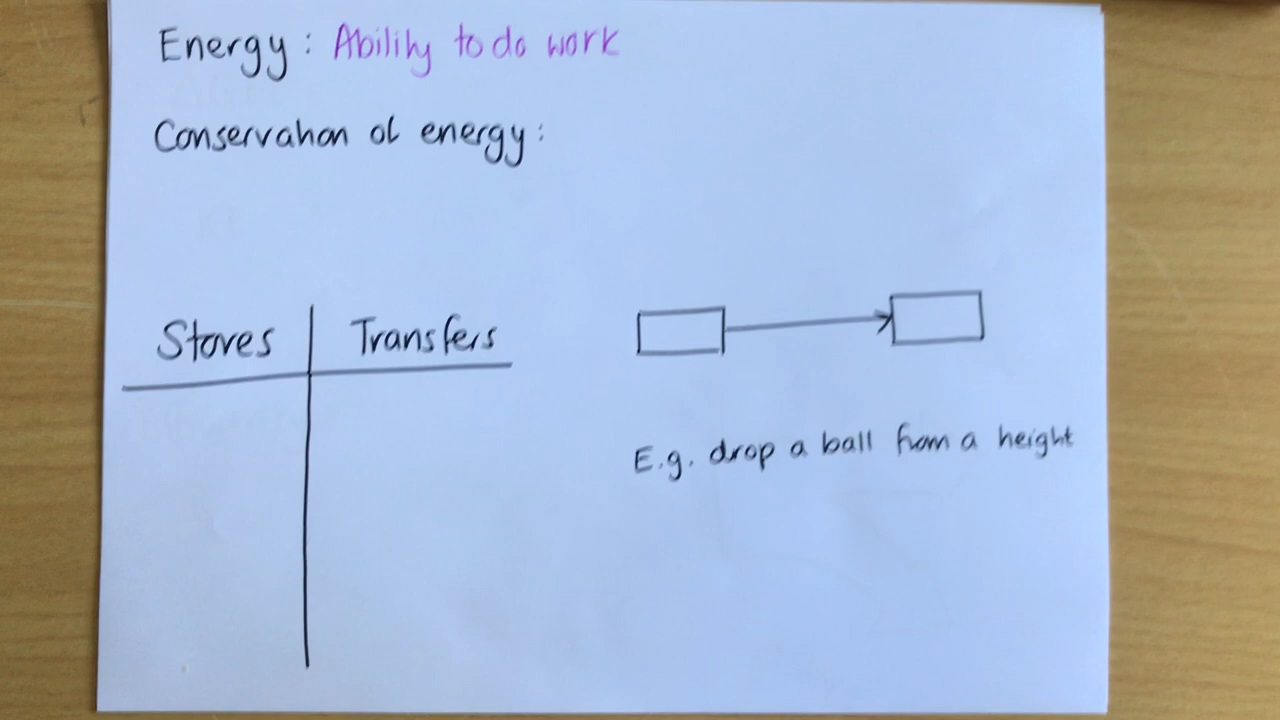 Energy: Ability to do work
Conservation of energy:
Stores Transfers
E.g. drop a ball from a height